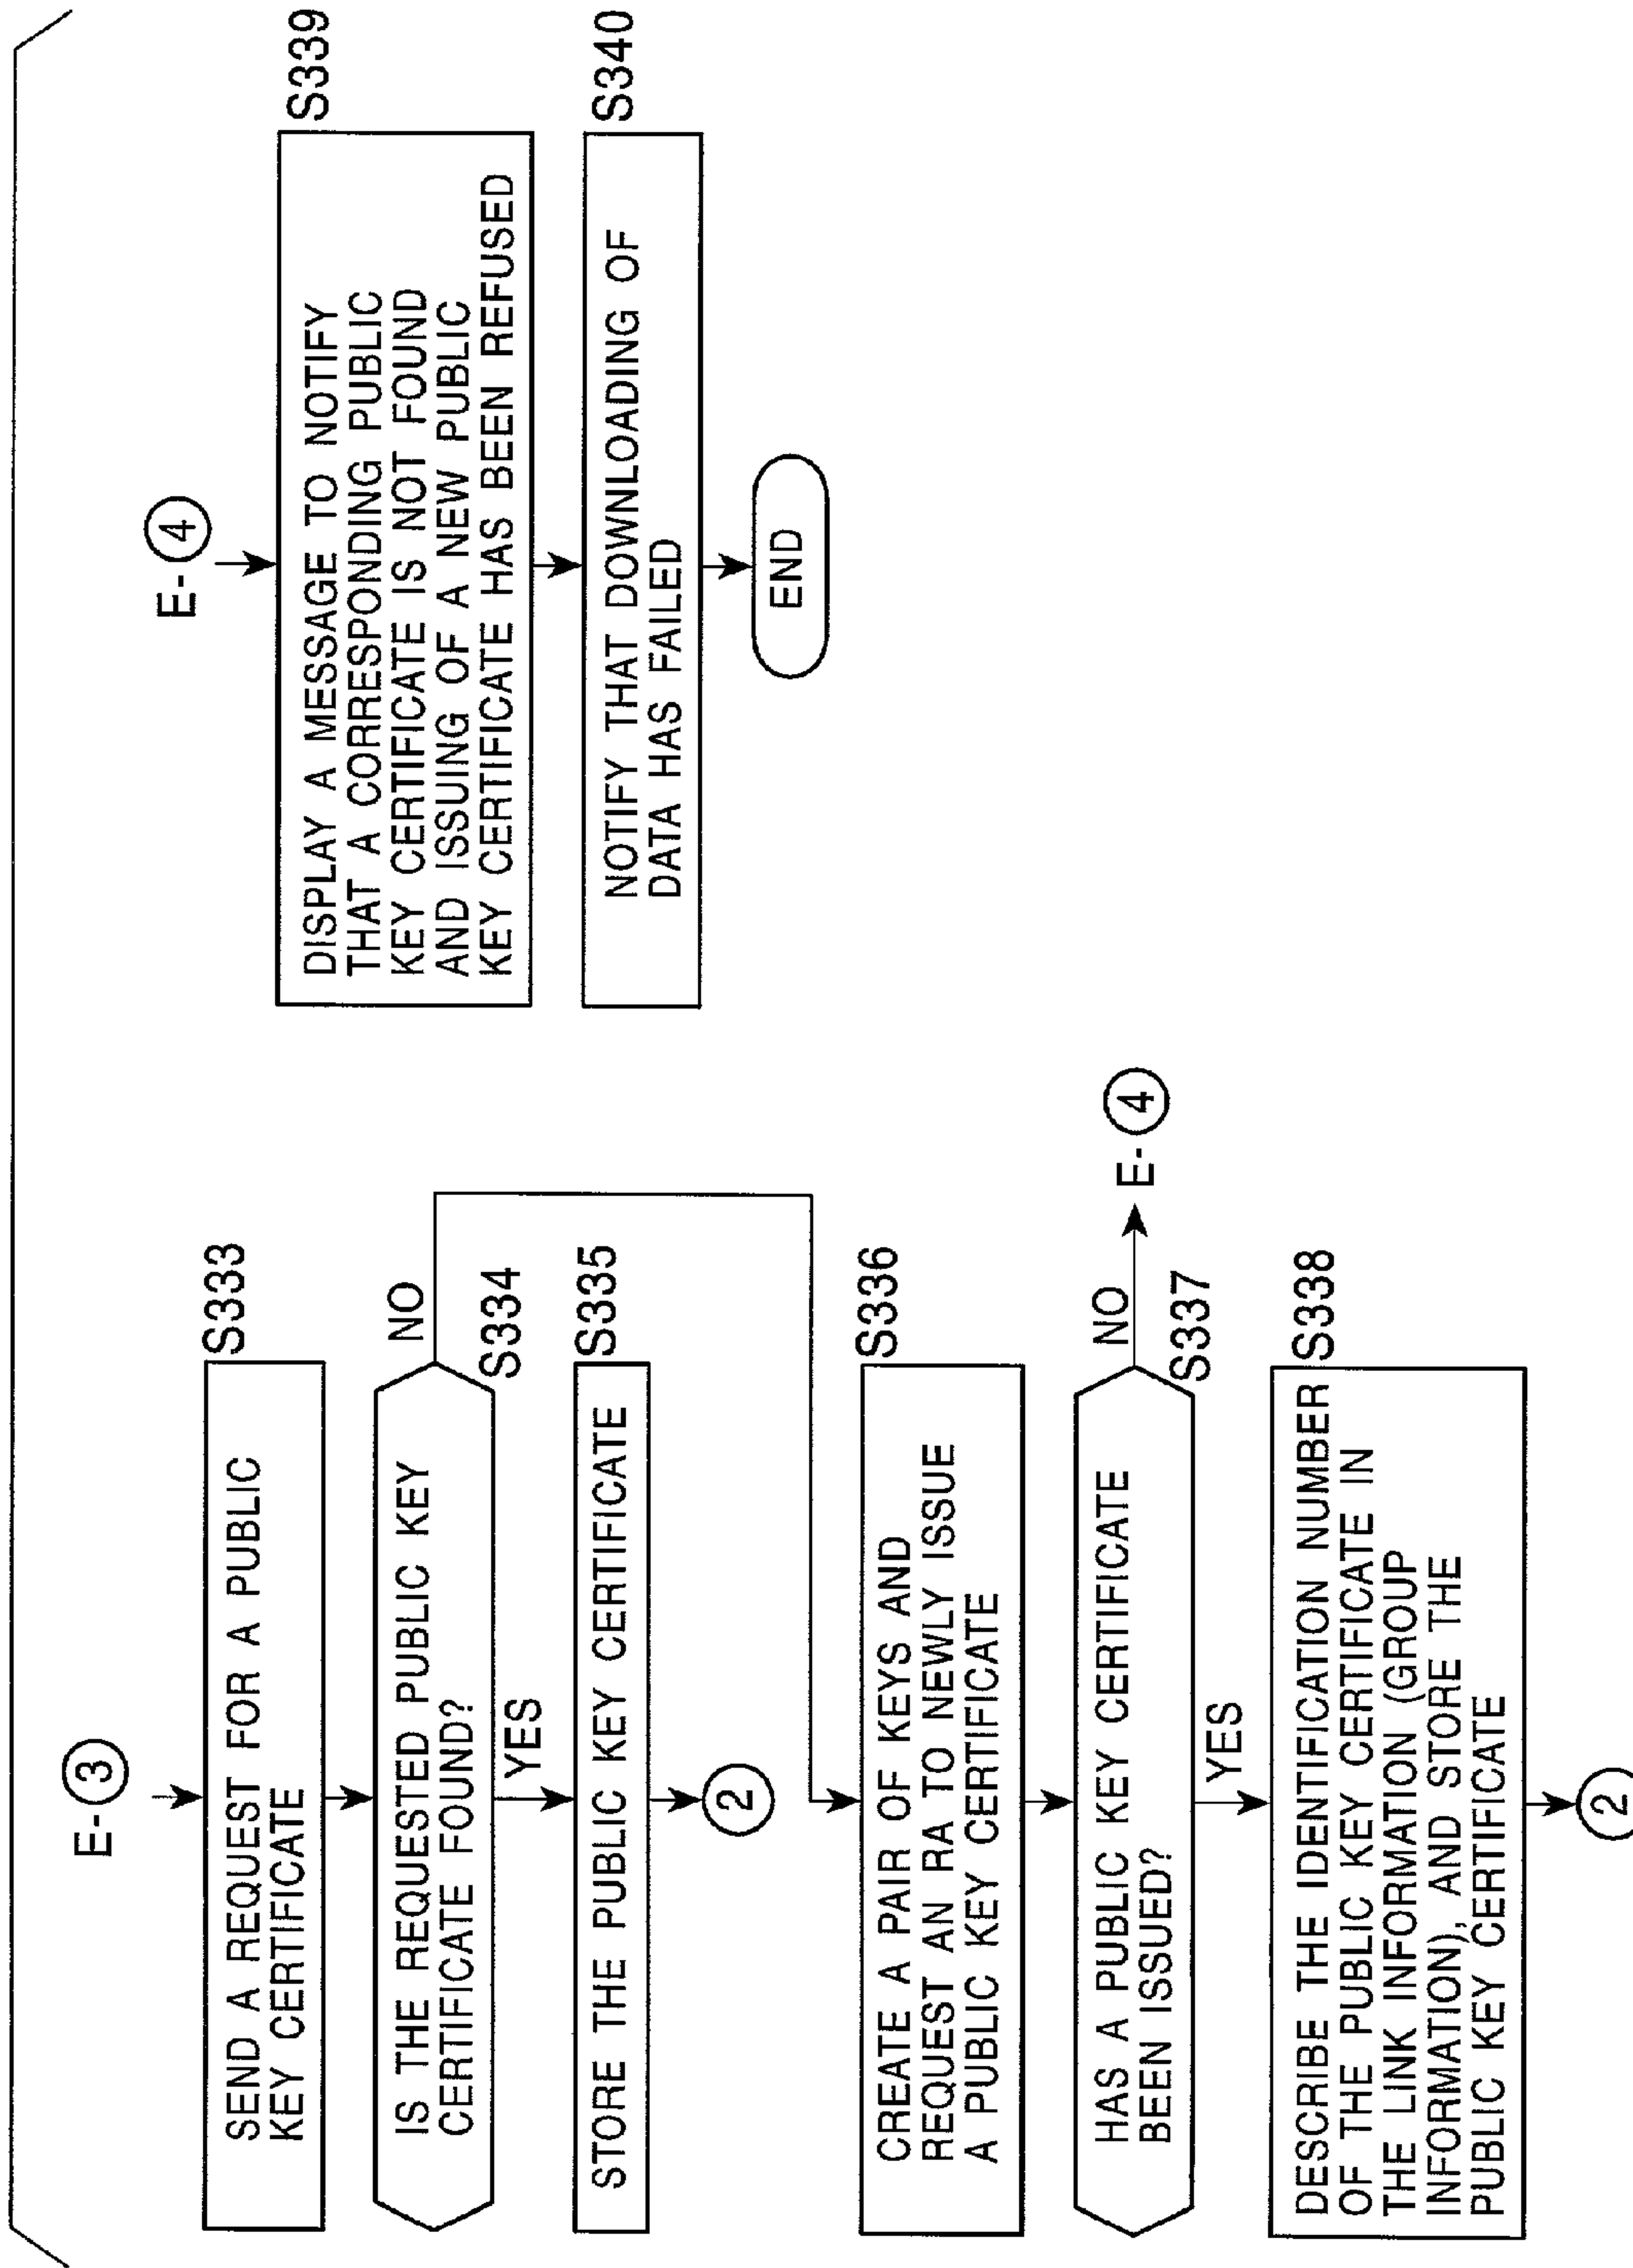 E-3
SEND A REQUEST FOR A PUBLIC
KEY CERTIFICATE
S333
IS THE REQUESTED PUBLIC KEY
CERTIFICATE FOUND?
NO
S334
YES
STORE THE PUBLIC KEY CERTIFICATE
S335
2
CREATE A PAIR OF KEYS AND
REQUEST AN RA TO NEWLY ISSUE
A PUBLIC KEY CERTIFICATE
S336
HAS A PUBLIC KEY CERTIFICATE
BEEN ISSUED?
NO
E-4
S337
YES
DESCRIBE THE IDENTIFICATION NUMBER
OF THE PUBLIC KEY CERTIFICATE IN
THE LINK INFORMATION (GROUP
INFORMATION), AND STORE THE
PUBLIC KEY CERTIFICATE
S338
2
E-4
DISPLAY A MESSAGE TO NOTIFY
THAT A CORRESPONDING PUBLIC
KEY CERTIFICATE IS NOT FOUND
AND ISSUING OF A NEW PUBLIC
KEY CERTIFICATE HAS BEEN REFUSED
S339
NOTIFY THAT DOWNLOADING OF
DATA HAS FAILED
S340
END